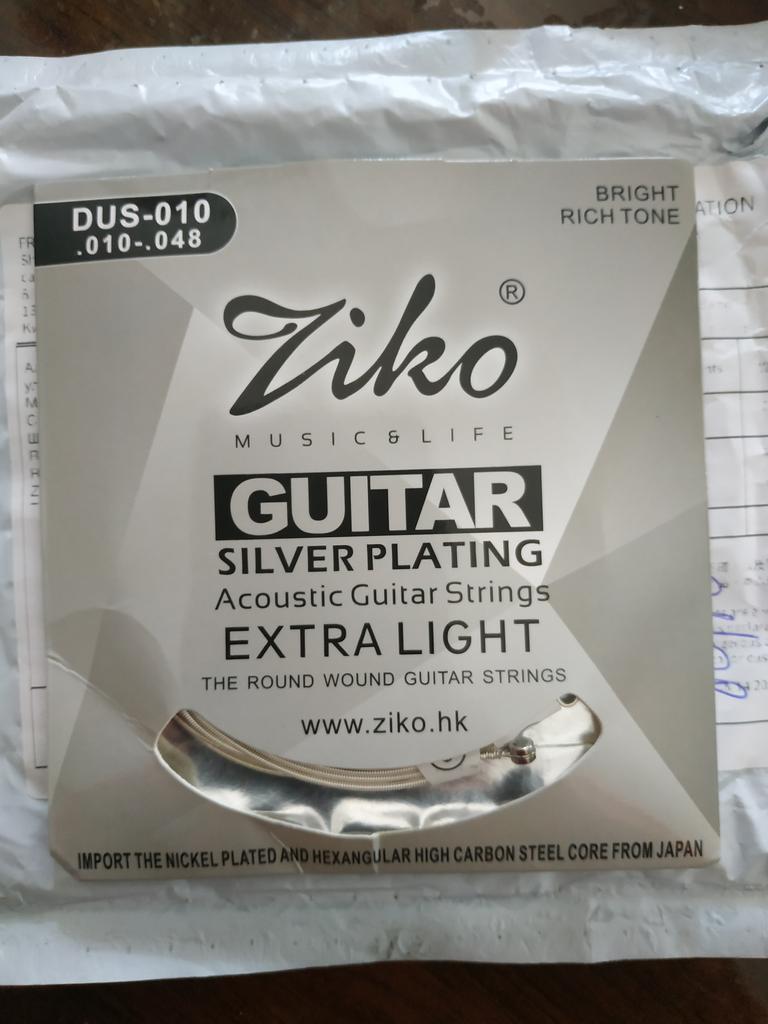 DUS-010
.010-.048
BRIGHT
RICH TONE
ATION
Ziko ®
MUSIC & LIFE
GUITAR
SILVER PLATING
Acoustic Guitar Strings
EXTRA LIGHT
THE ROUND WOUND GUITAR STRINGS
www.ziko.hk
IMPORT THE NICKEL PLATED AND HEXANGULAR HIGH CARBON STEEL CORE FROM JAPAN